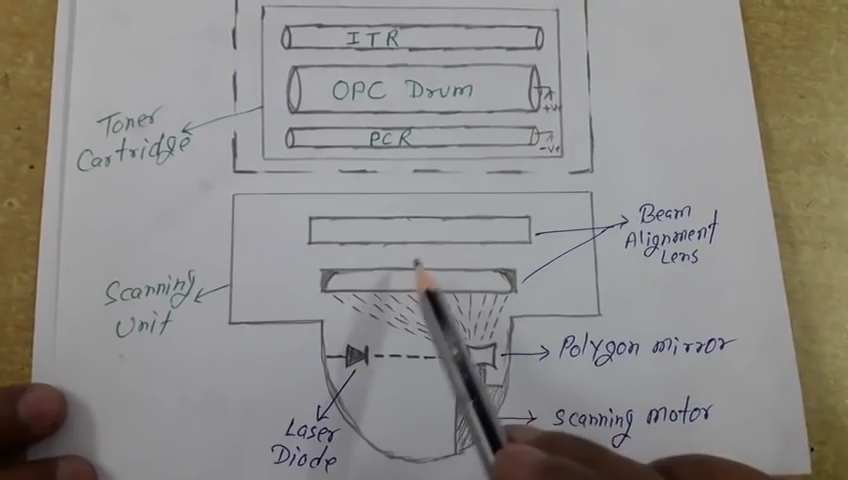 ITR
OPC Drum
+ve
PCR
-ve
Toner
Cartridge
Beam
Alignment
Lens
Scanning
Unit
Polygon mirror
Scanning motor
Laser
Diode